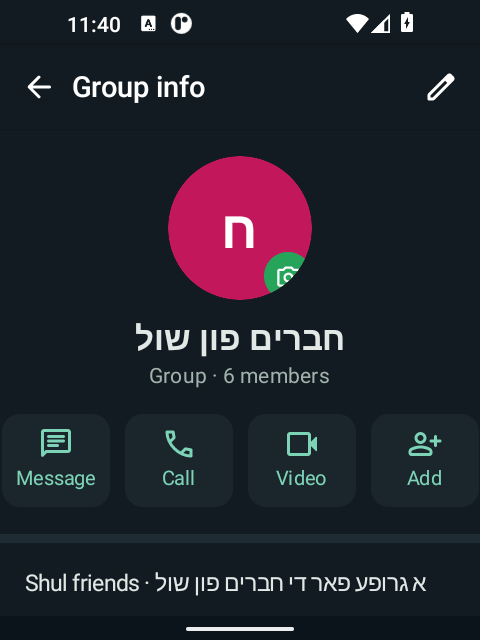 11:40 A
Group info
ח
חברים פון שול
Group · 6 members
Message Call Video Add
Shul friends · א גרופע פאר די חברים פון שול